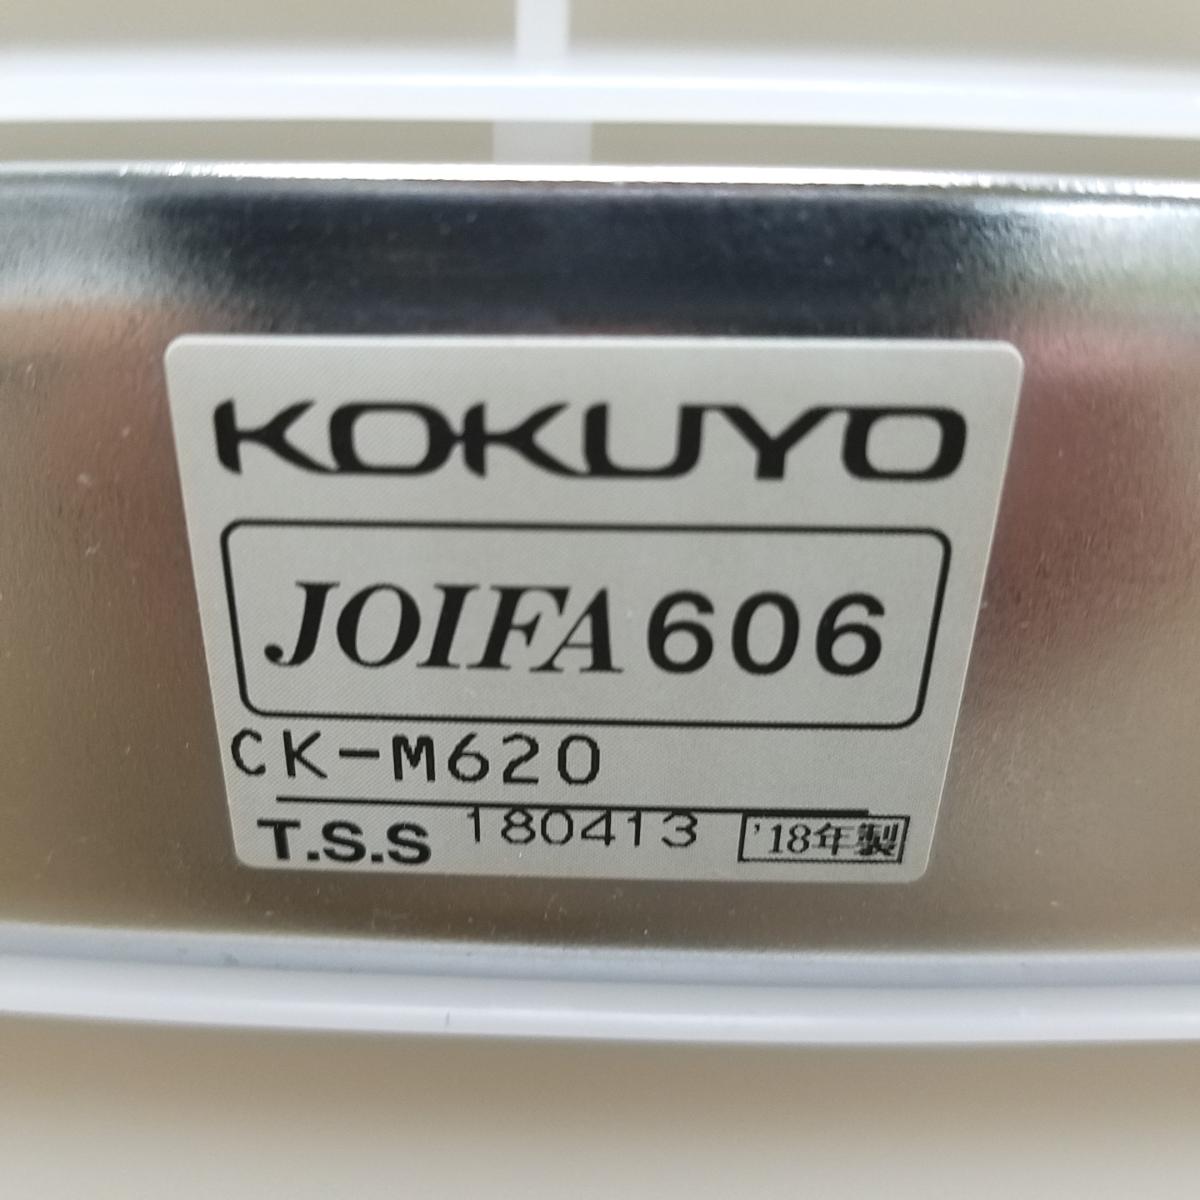 KOKUYO
JOIFA 606
CK-M620
T.S.S 180413 '18年製